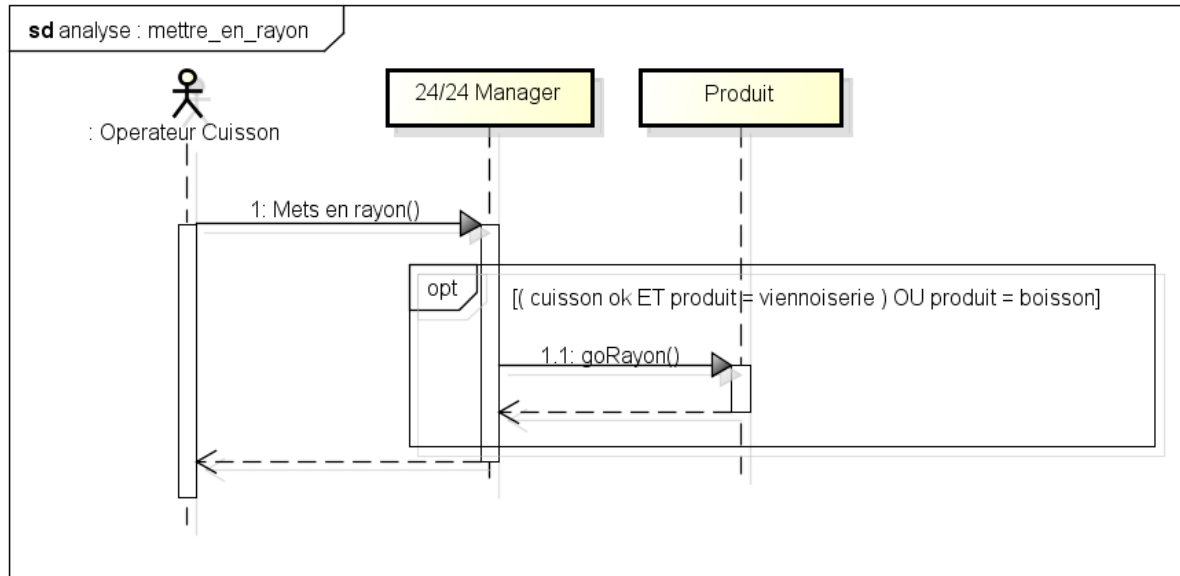 sd analyse : mettre_en_rayon
24/24 Manager
Produit
: Operateur Cuisson
1: Mets en rayon()
opt
[( cuisson ok ET produit = viennoiserie ) OU produit = boisson]
1.1: goRayon()